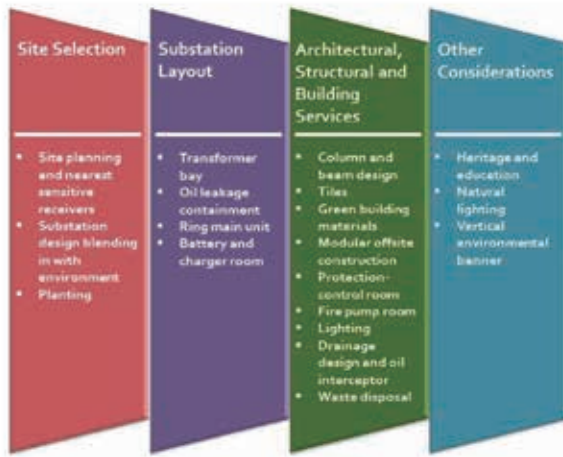 Site Selection
Site planning
and nearest
sensitive
receivers
Substation
design blending
in with
environment
Planting
Substation
Layout
Transformer
bay
Oil leakage
containment
Ring main unit
Battery and
charger room
Architectural,
Structural and
Building
Services
Column and
beam design
Tiles
Green building
materials
Modular offsite
construction
Protection-
control room
Fire pump room
Lighting
Drainage
design and oil
interceptor
Waste disposal
Other
Considerations
Heritage and
education
Natural
lighting
Vertical
environmental
banner